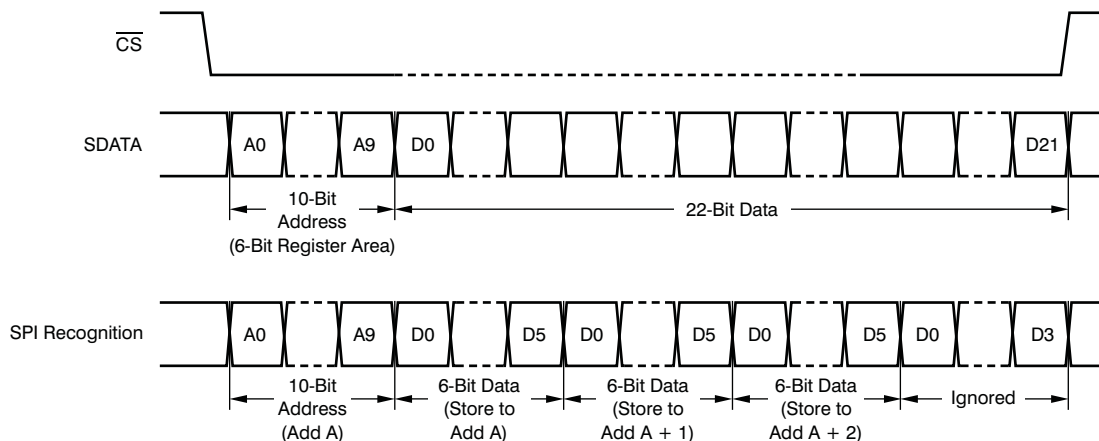 CS
SDATA
A0 A9 D0 D21
10-Bit
Address
(6-Bit Register Area)
22-Bit Data
SPI Recognition
A0 A9 D0 D5 D0 D5 D0 D5 D0 D3
10-Bit
Address
(Add A)
6-Bit Data
(Store to
Add A)
6-Bit Data
(Store to
Add A + 1)
6-Bit Data
(Store to
Add A + 2)
Ignored